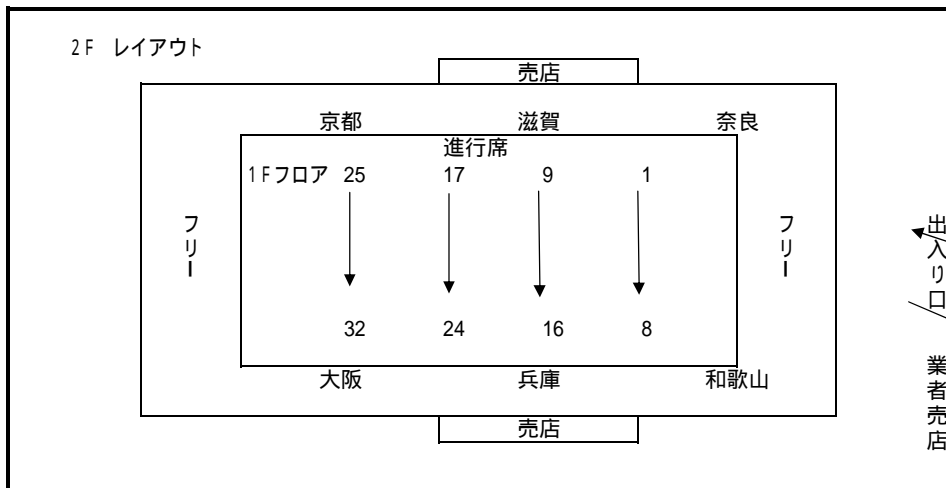 2F レイアウト
売店
京都 滋賀 奈良
進行席
1Fフロア 25 17 9 1
フリー
フリー
出入り口
32 24 16 8
大阪 兵庫 和歌山
業者売店
売店